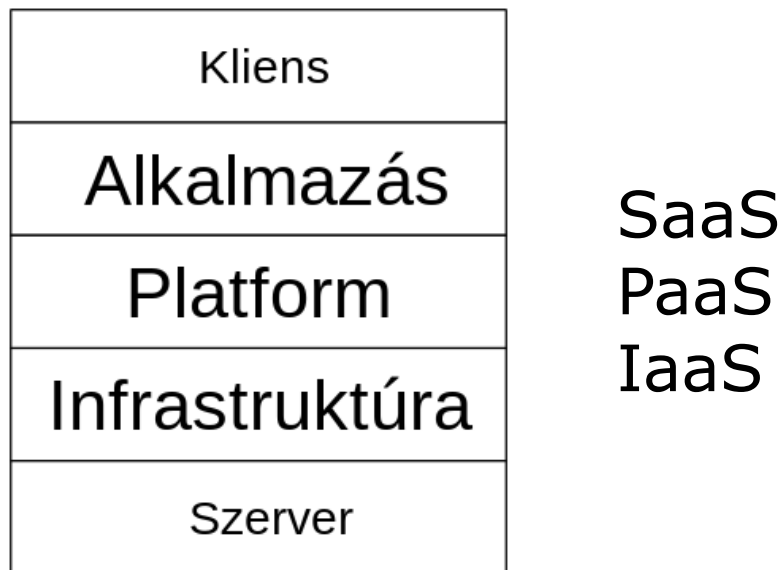 Kliens
Alkalmazás
Platform
Infrastruktúra
Szerver
SaaS
PaaS
IaaS